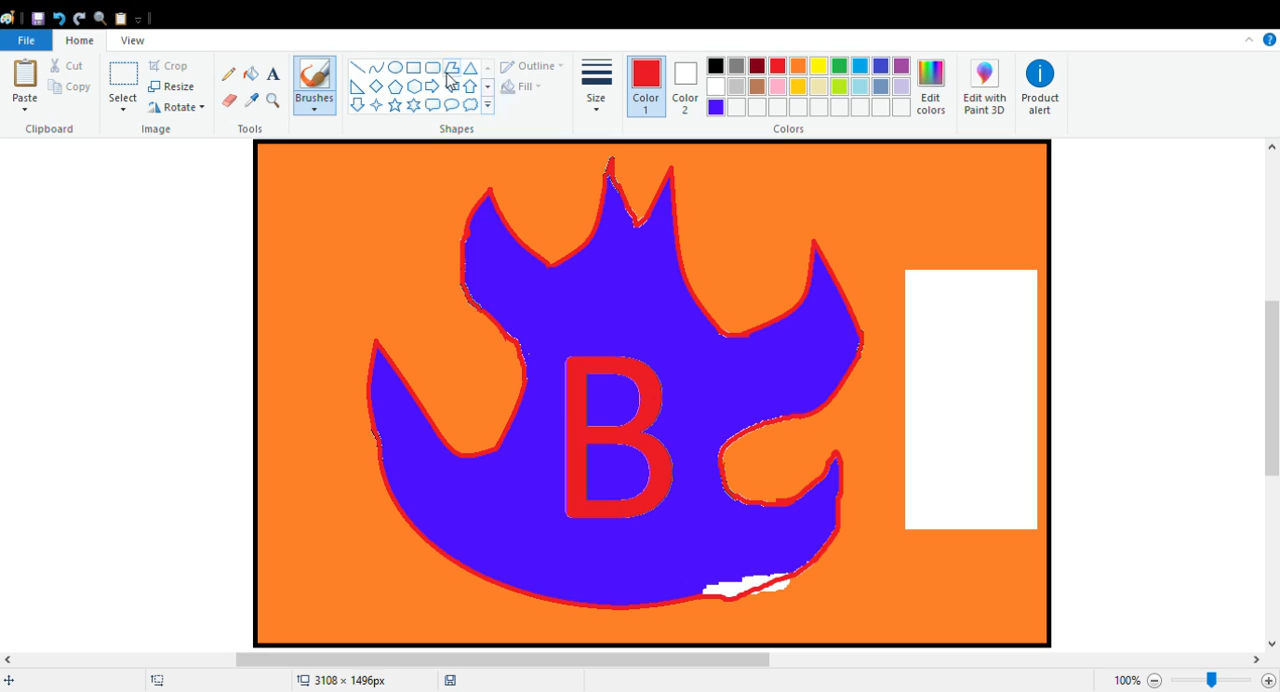 File Home View
Paste Cut Copy Clipboard
Select Crop Resize Rotate Image
Tools
Brushes
Shapes
Outline Fill
Size
Color 1 Color 2 Colors
Edit colors
Edit with Paint 3D
Product alert
B
3108 × 1496px 100%